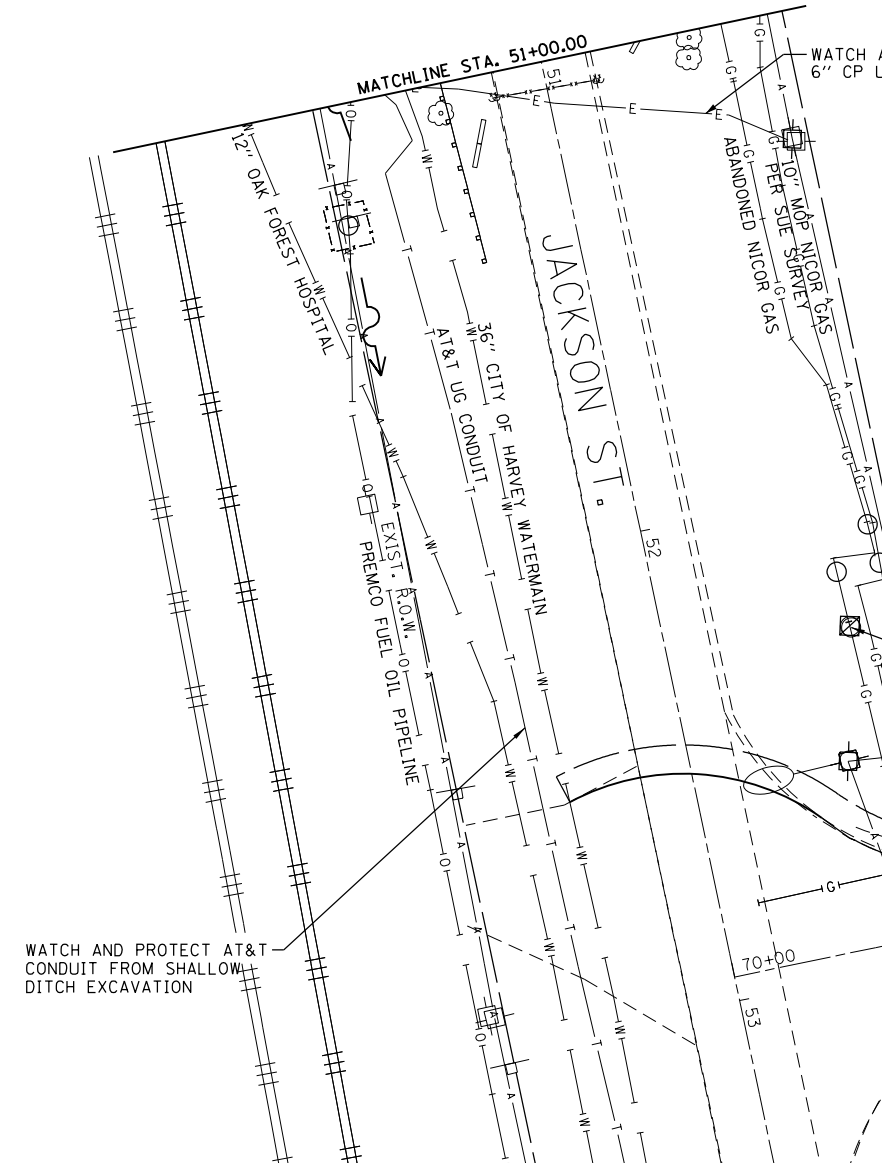 MATCHLINE STA. 51+00.00
WATCH A
6" CP L
51
12" OAK FOREST HOSPITAL
ABANDONED NICOR GAS
10" MOP NICOR GAS
PER SUE SURVEY
JACKSON ST.
36" CITY OF HARVEY WATERMAIN
AT&T UG CONDUIT
EXIST. R.O.W.
PREMCO FUEL OIL PIPELINE
52
WATCH AND PROTECT AT&T
CONDUIT FROM SHALLOW
DITCH EXCAVATION
70+00
53